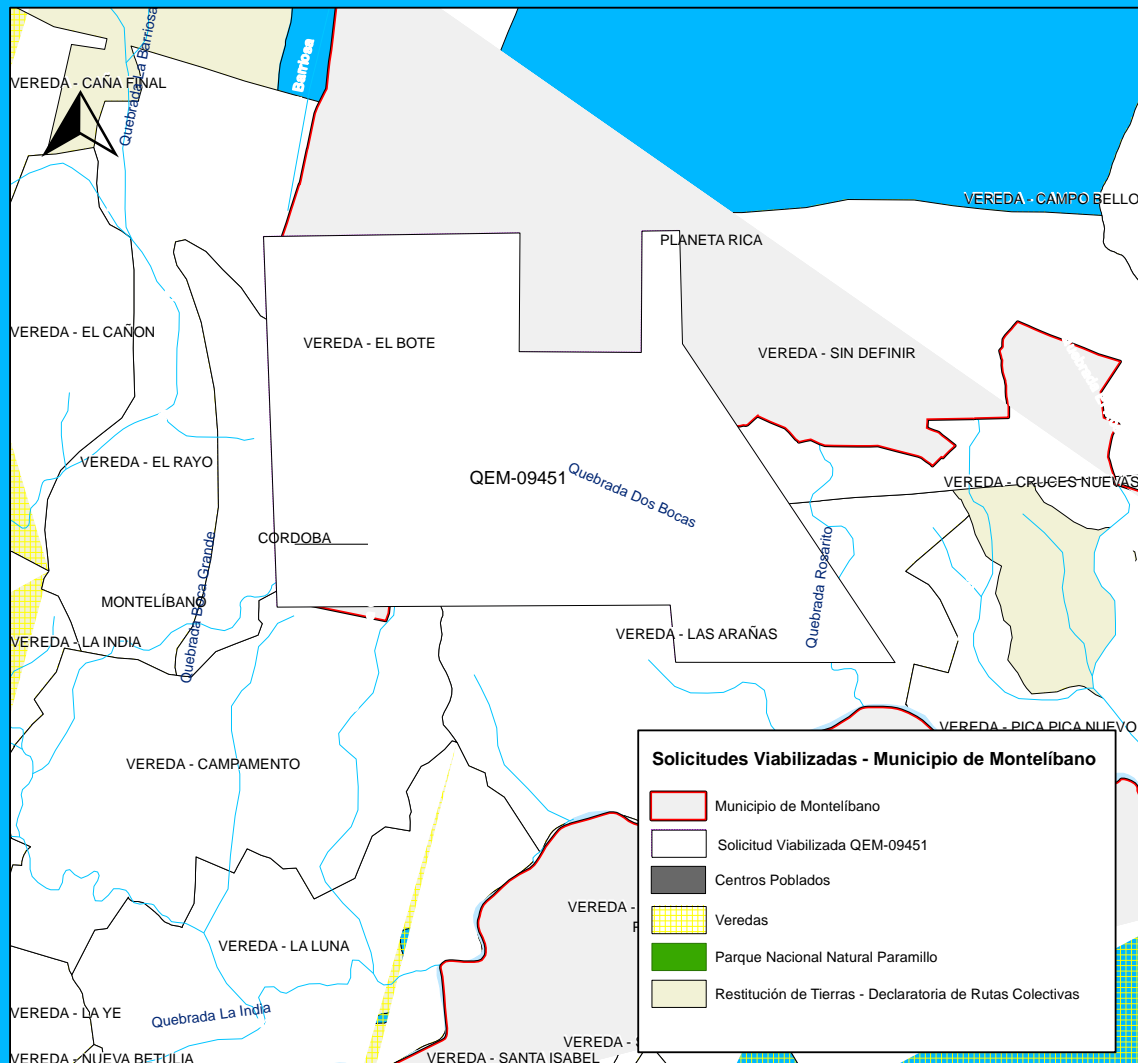 Quebrada La Barriosa
Barriosa
VEREDA - CAÑA FINAL
VEREDA - CAMPO BELLO
PLANETA RICA
VEREDA - EL CAÑON
VEREDA - EL BOTE
VEREDA - SIN DEFINIR
VEREDA - EL RAYO
QEM-09451
Quebrada Dos Bocas
VEREDA - CRUCES NUEVAS
CORDOBA
Quebrada Boca Grande
Quebrada Rosarito
MONTELÍBANO
VEREDA - LA INDIA
VEREDA - LAS ARAÑAS
VEREDA - PICA PICA NUEVO
VEREDA - CAMPAMENTO
Solicitudes Viabilizadas - Municipio de Montelíbano
Municipio de Montelíbano
Solicitud Viabilizada QEM-09451
Centros Poblados
Veredas
Parque Nacional Natural Paramillo
Restitución de Tierras - Declaratoria de Rutas Colectivas
VEREDA -
VEREDA - LA LUNA
VEREDA - LA YE
Quebrada La India
VEREDA -
VEREDA - NUEVA BETULIA
VEREDA - SANTA ISABEL